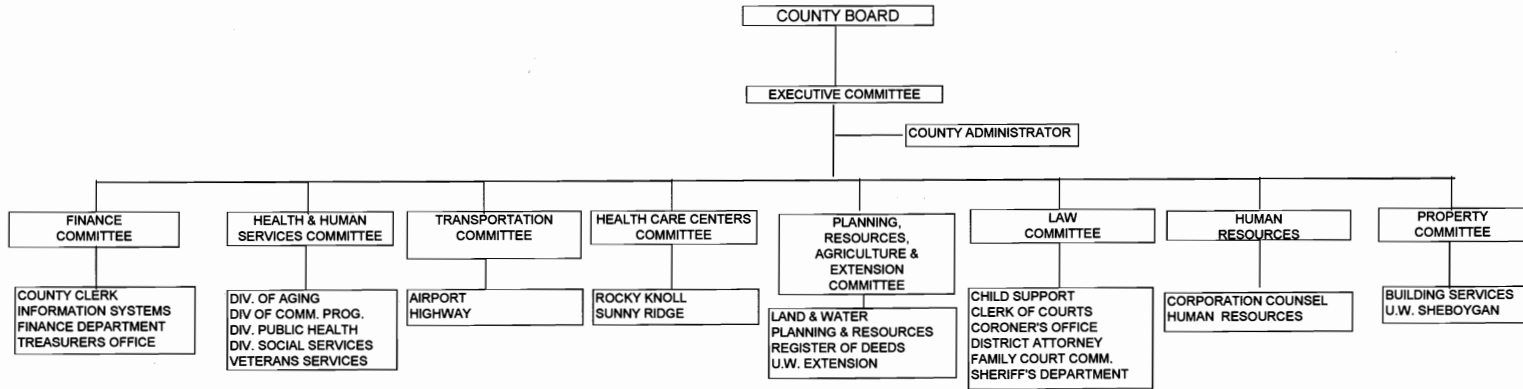 COUNTY BOARD
EXECUTIVE COMMITTEE
COUNTY ADMINISTRATOR
FINANCE
COMMITTEE
HEALTH & HUMAN
SERVICES COMMITTEE
TRANSPORTATION
COMMITTEE
HEALTH CARE CENTERS
COMMITTEE
PLANNING,
RESOURCES,
AGRICULTURE &
EXTENSION
COMMITTEE
LAW
COMMITTEE
HUMAN
RESOURCES
PROPERTY
COMMITTEE
COUNTY CLERK
INFORMATION SYSTEMS
FINANCE DEPARTMENT
TREASURERS OFFICE
DIV. OF AGING
DIV OF COMM. PROG.
DIV. PUBLIC HEALTH
DIV. SOCIAL SERVICES
VETERANS SERVICES
AIRPORT
HIGHWAY
ROCKY KNOLL
SUNNY RIDGE
LAND & WATER
PLANNING & RESOURCES
REGISTER OF DEEDS
U.W. EXTENSION
CHILD SUPPORT
CLERK OF COURTS
CORONER'S OFFICE
DISTRICT ATTORNEY
FAMILY COURT COMM.
SHERIFF'S DEPARTMENT
CORPORATION COUNSEL
HUMAN RESOURCES
BUILDING SERVICES
U.W. SHEBOYGAN